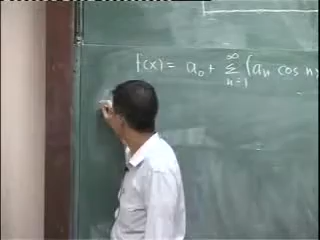 f(x) = a₀ + ∞ Σ n=1 (aₙ cos n